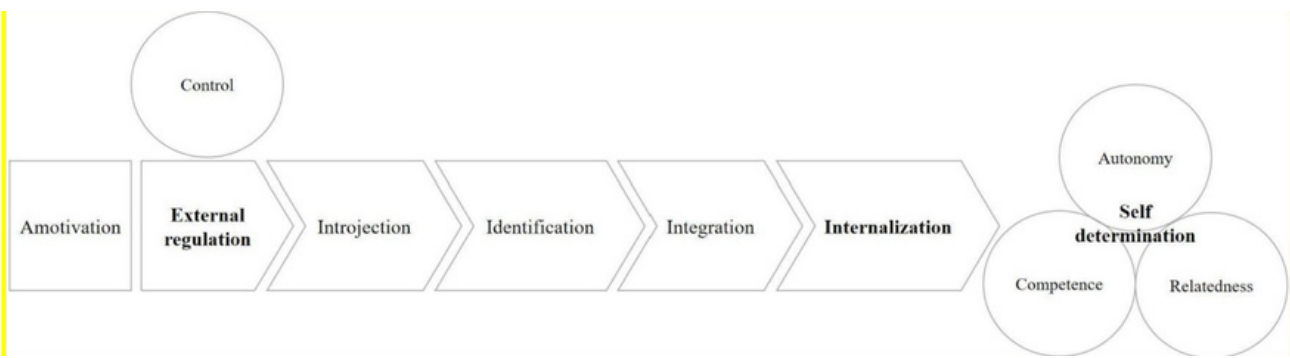 Control
Amotivation
External
regulation
Introjection
Identification
Integration
Internalization
Autonomy
Self
determination
Competence
Relatedness